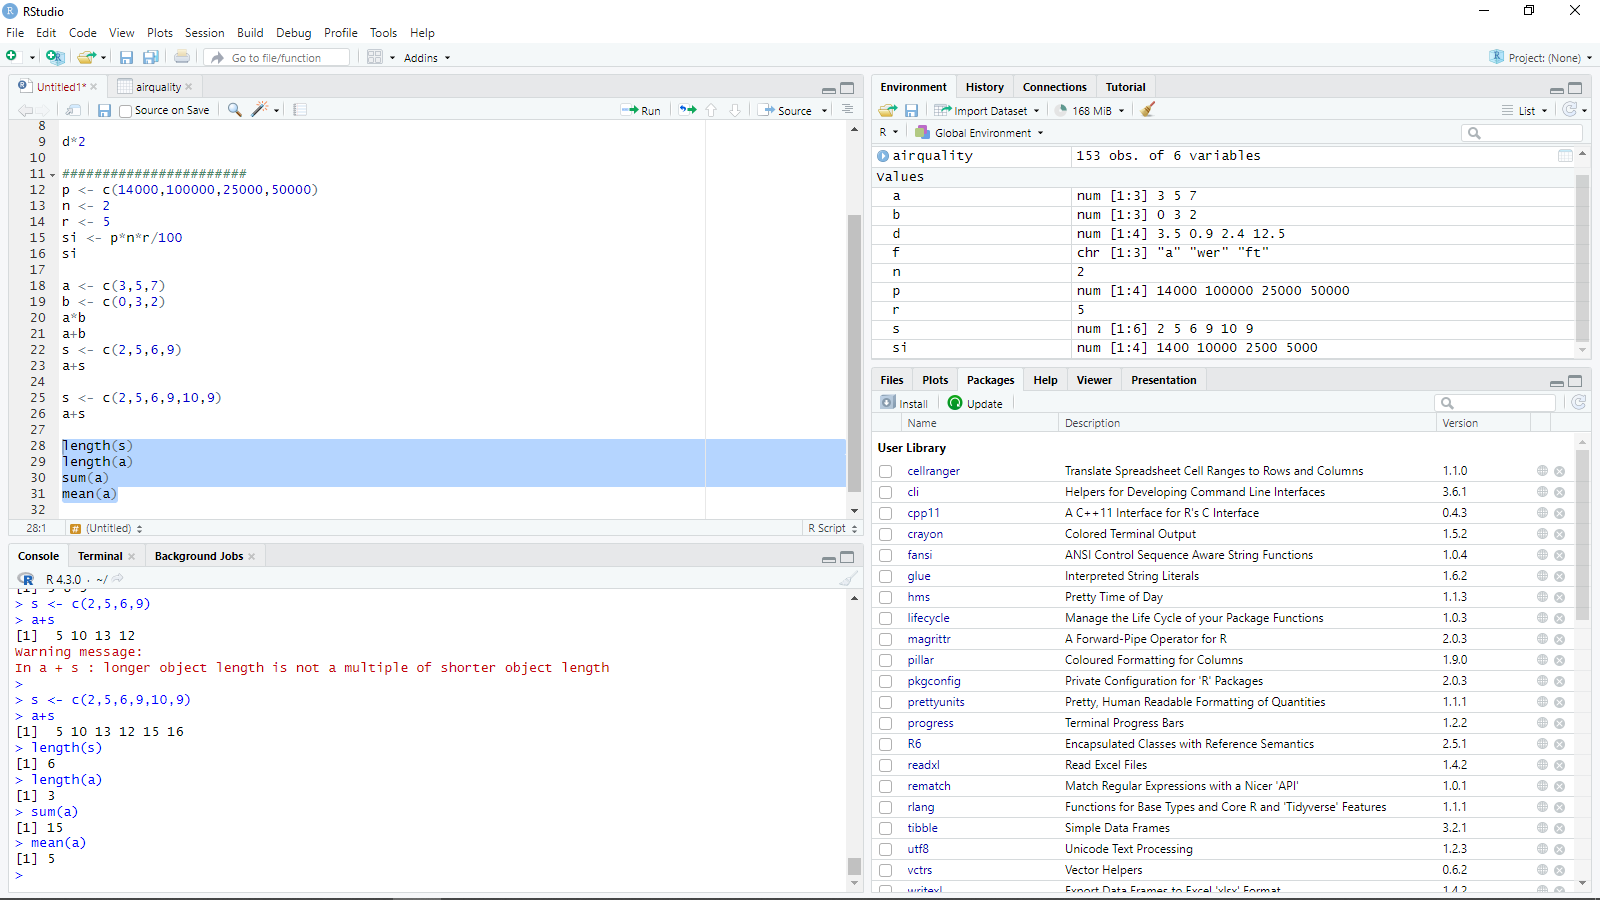 RStudio
File Edit Code View Plots Session Build Debug Profile Tools Help
Go to file/function Addins Project: (None)
Untitled1* airquality
Source on Save Run Source
8
9 d*2
10
11 #######################
12 p <- c(14000,100000,25000,50000)
13 n <- 2
14 r <- 5
15 si <- p*n*r/100
16 si
17
18 a <- c(3,5,7)
19 b <- c(0,3,2)
20 a*b
21 a+b
22 s <- c(2,5,6,9)
23 a+s
24
25 s <- c(2,5,6,9,10,9)
26 a+s
27
28 length(s)
29 length(a)
30 sum(a)
31 mean(a)
32
28:1 # (Untitled) R Script
Console Terminal Background Jobs
R 4.3.0 · ~/
> s <- c(2,5,6,9)
> a+s
[1]  5 10 13 12
Warning message:
In a + s : longer object length is not a multiple of shorter object length
>
> s <- c(2,5,6,9,10,9)
> a+s
[1]  5 10 13 12 15 16
> length(s)
[1] 6
> length(a)
[1] 3
> sum(a)
[1] 15
> mean(a)
[1] 5
>
Environment History Connections Tutorial
Import Dataset 168 MiB List
R Global Environment
airquality 153 obs. of 6 variables
values
a num [1:3] 3 5 7
b num [1:3] 0 3 2
d num [1:4] 3.5 0.9 2.4 12.5
f chr [1:3] "a" "wer" "ft"
n 2
p num [1:4] 14000 100000 25000 50000
r 5
s num [1:6] 2 5 6 9 10 9
si num [1:4] 1400 10000 2500 5000
Files Plots Packages Help Viewer Presentation
Install Update
Name Description Version
User Library
cellranger Translate Spreadsheet Cell Ranges to Rows and Columns 1.1.0
cli Helpers for Developing Command Line Interfaces 3.6.1
cpp11 A C++11 Interface for R's C Interface 0.4.3
crayon Colored Terminal Output 1.5.2
fansi ANSI Control Sequence Aware String Functions 1.0.4
glue Interpreted String Literals 1.6.2
hms Pretty Time of Day 1.1.3
lifecycle Manage the Life Cycle of your Package Functions 1.0.3
magrittr A Forward-Pipe Operator for R 2.0.3
pillar Coloured Formatting for Columns 1.9.0
pkgconfig Private Configuration for 'R' Packages 2.0.3
prettyunits Pretty, Human Readable Formatting of Quantities 1.1.1
progress Terminal Progress Bars 1.2.2
R6 Encapsulated Classes with Reference Semantics 2.5.1
readxl Read Excel Files 1.4.2
rematch Match Regular Expressions with a Nicer 'API' 1.0.1
rlang Functions for Base Types and Core R and 'Tidyverse' Features 1.1.1
tibble Simple Data Frames 3.2.1
utf8 Unicode Text Processing 1.2.3
vctrs Vector Helpers 0.6.2
writexl Export Data Frames to Excel 'xlsx' Format 1.4.2